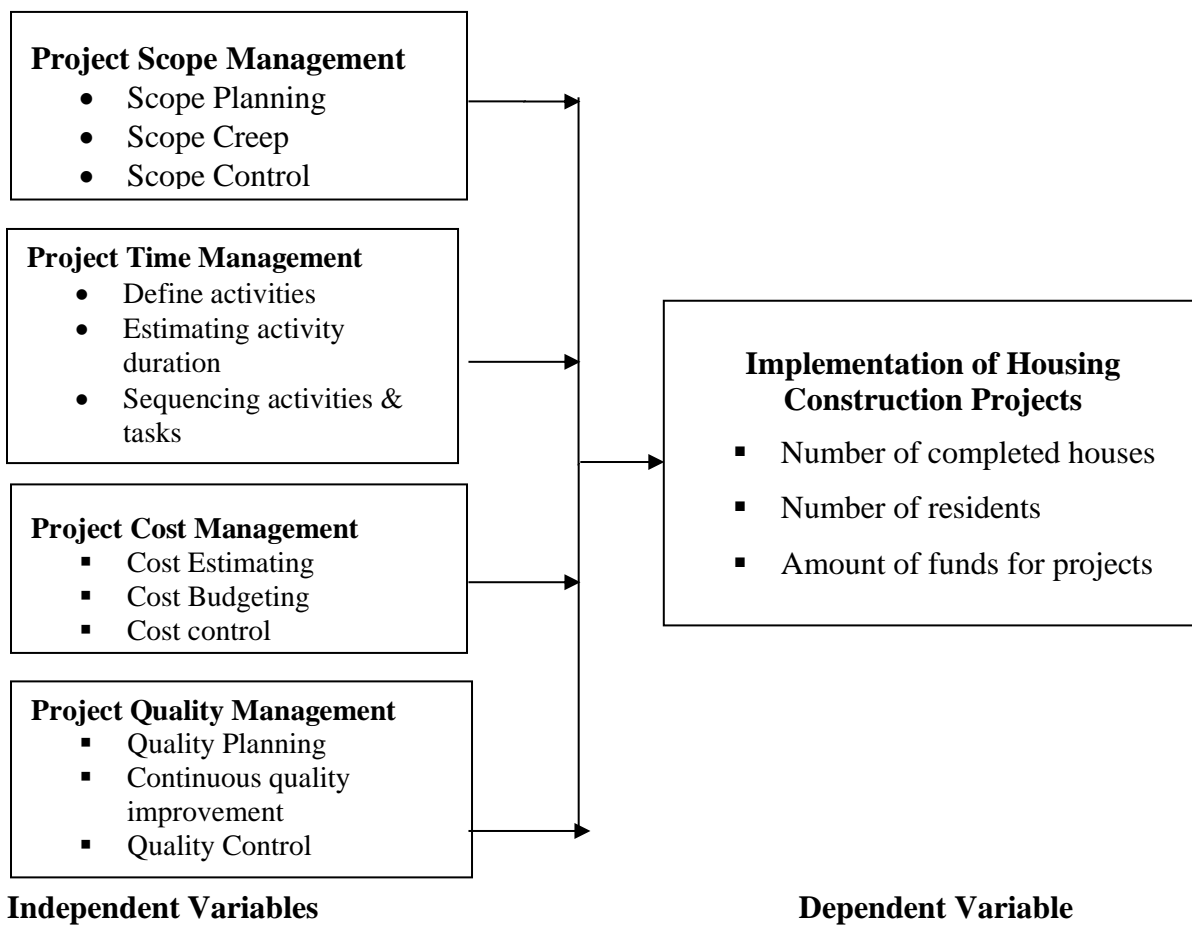 Project Scope Management
• Scope Planning
• Scope Creep
• Scope Control
Project Time Management
• Define activities
• Estimating activity
duration
• Sequencing activities &
tasks
Project Cost Management
▪ Cost Estimating
▪ Cost Budgeting
▪ Cost control
Project Quality Management
▪ Quality Planning
▪ Continuous quality
improvement
▪ Quality Control
Independent Variables
Implementation of Housing
Construction Projects
▪ Number of completed houses
▪ Number of residents
▪ Amount of funds for projects
Dependent Variable